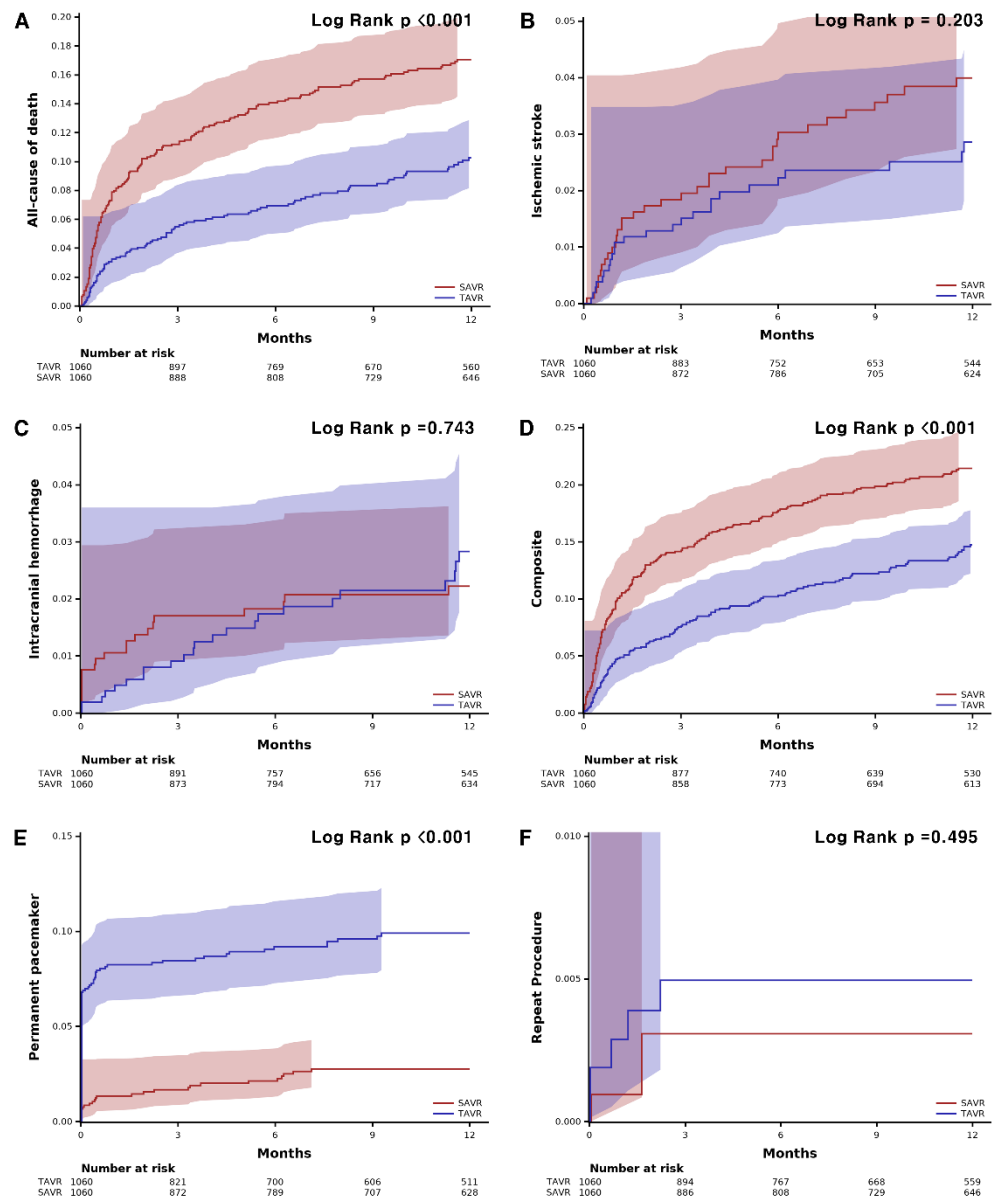 A
Log Rank p <0.001
All-cause of death
0.20
0.18
0.16
0.14
0.12
0.10
0.08
0.06
0.04
0.02
0.00
SAVR
TAVR
0 3 6 9 12
Months
Number at risk
TAVR 1060 897 769 670 560
SAVR 1060 888 808 729 646
B
Log Rank p = 0.203
Ischemic stroke
0.05
0.04
0.03
0.02
0.01
0.00
SAVR
TAVR
0 3 6 9 12
Months
Number at risk
TAVR 1060 883 752 653 544
SAVR 1060 872 786 705 624
C
Log Rank p =0.743
Intracranial hemorrhage
0.05
0.04
0.03
0.02
0.01
0.00
SAVR
TAVR
0 3 6 9 12
Months
Number at risk
TAVR 1060 891 757 656 545
SAVR 1060 873 794 717 634
D
Log Rank p <0.001
Composite
0.25
0.20
0.15
0.10
0.05
0.00
SAVR
TAVR
0 3 6 9 12
Months
Number at risk
TAVR 1060 877 740 639 530
SAVR 1060 858 773 694 613
E
Log Rank p <0.001
Permanent pacemaker
0.15
0.10
0.05
0.00
SAVR
TAVR
0 3 6 9 12
Months
Number at risk
TAVR 1060 821 700 606 511
SAVR 1060 872 789 707 628
F
Log Rank p =0.495
Repeat Procedure
0.010
0.005
0.000
SAVR
TAVR
0 3 6 9 12
Months
Number at risk
TAVR 1060 894 767 668 559
SAVR 1060 886 808 729 646